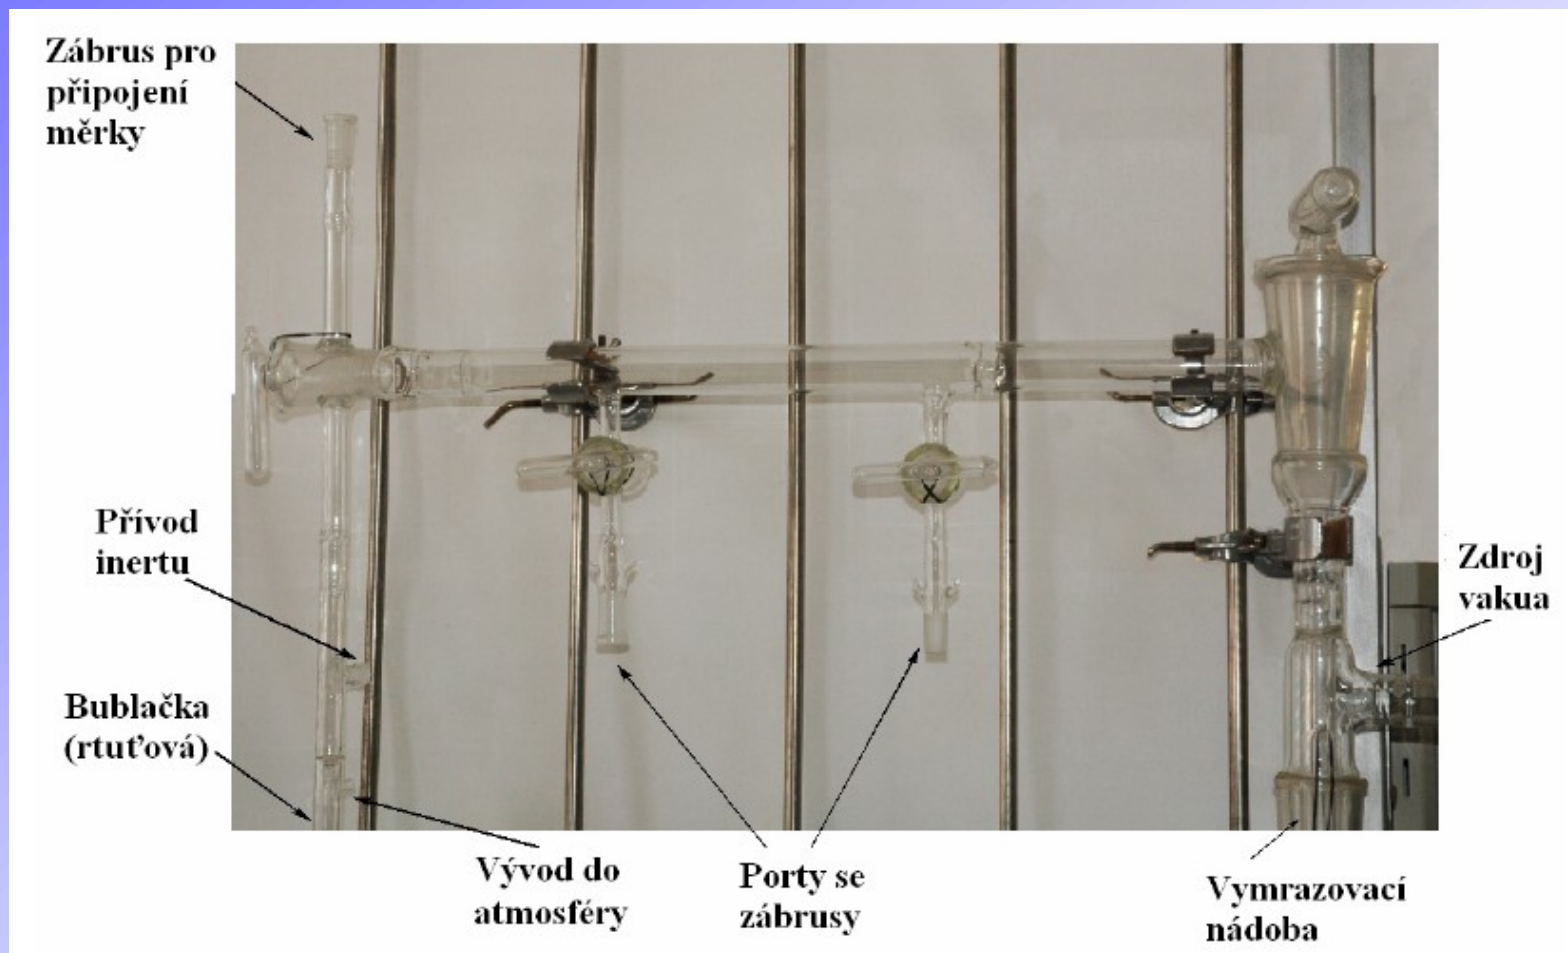 Zábrus pro
připojení
měrky
Přívod
inertu
Bublačka
(rtuťová)
Vývod do
atmosféry
Porty se
zábrusy
Zdroj
vakua
Vymrazovací
nádoba